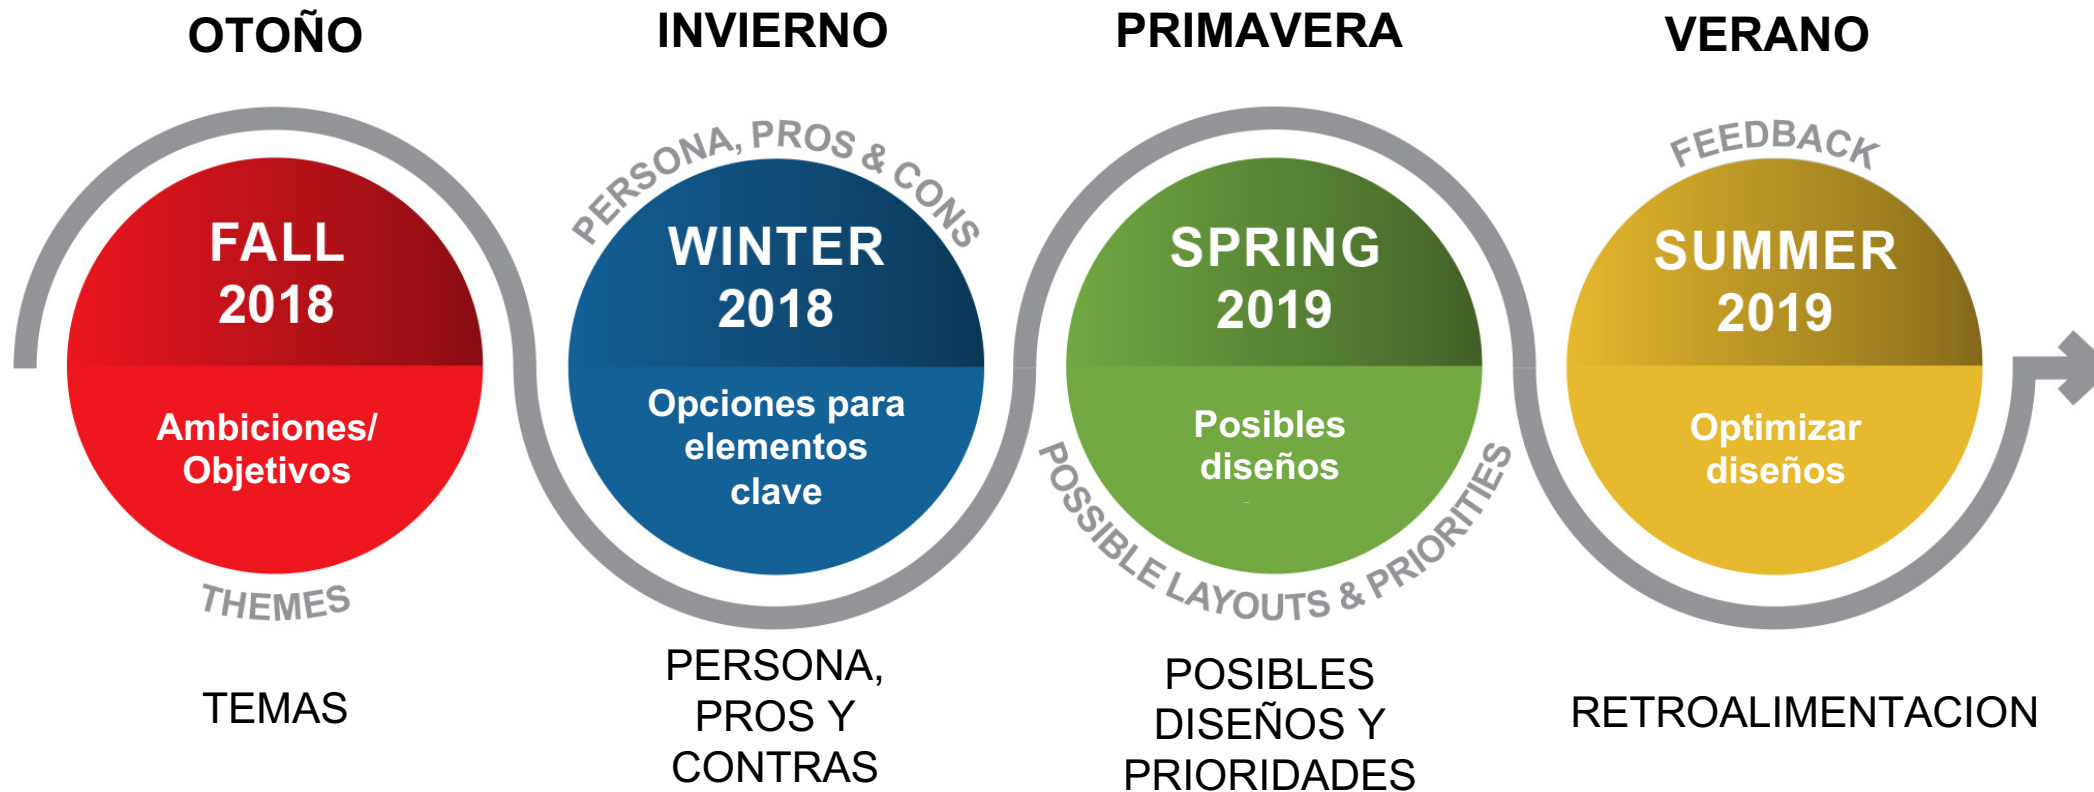 OTOÑO
INVIERNO
PRIMAVERA
VERANO
FALL
2018
Ambiciones/
Objetivos
THEMES
TEMAS
PERSONA, PROS & CONS
WINTER
2018
Opciones para
elementos
clave
PERSONA,
PROS Y
CONTRAS
SPRING
2019
Posibles
diseños
POSSIBLE LAYOUTS & PRIORITIES
POSIBLES
DISEÑOS Y
PRIORIDADES
FEEDBACK
SUMMER
2019
Optimizar
diseños
RETROALIMENTACION